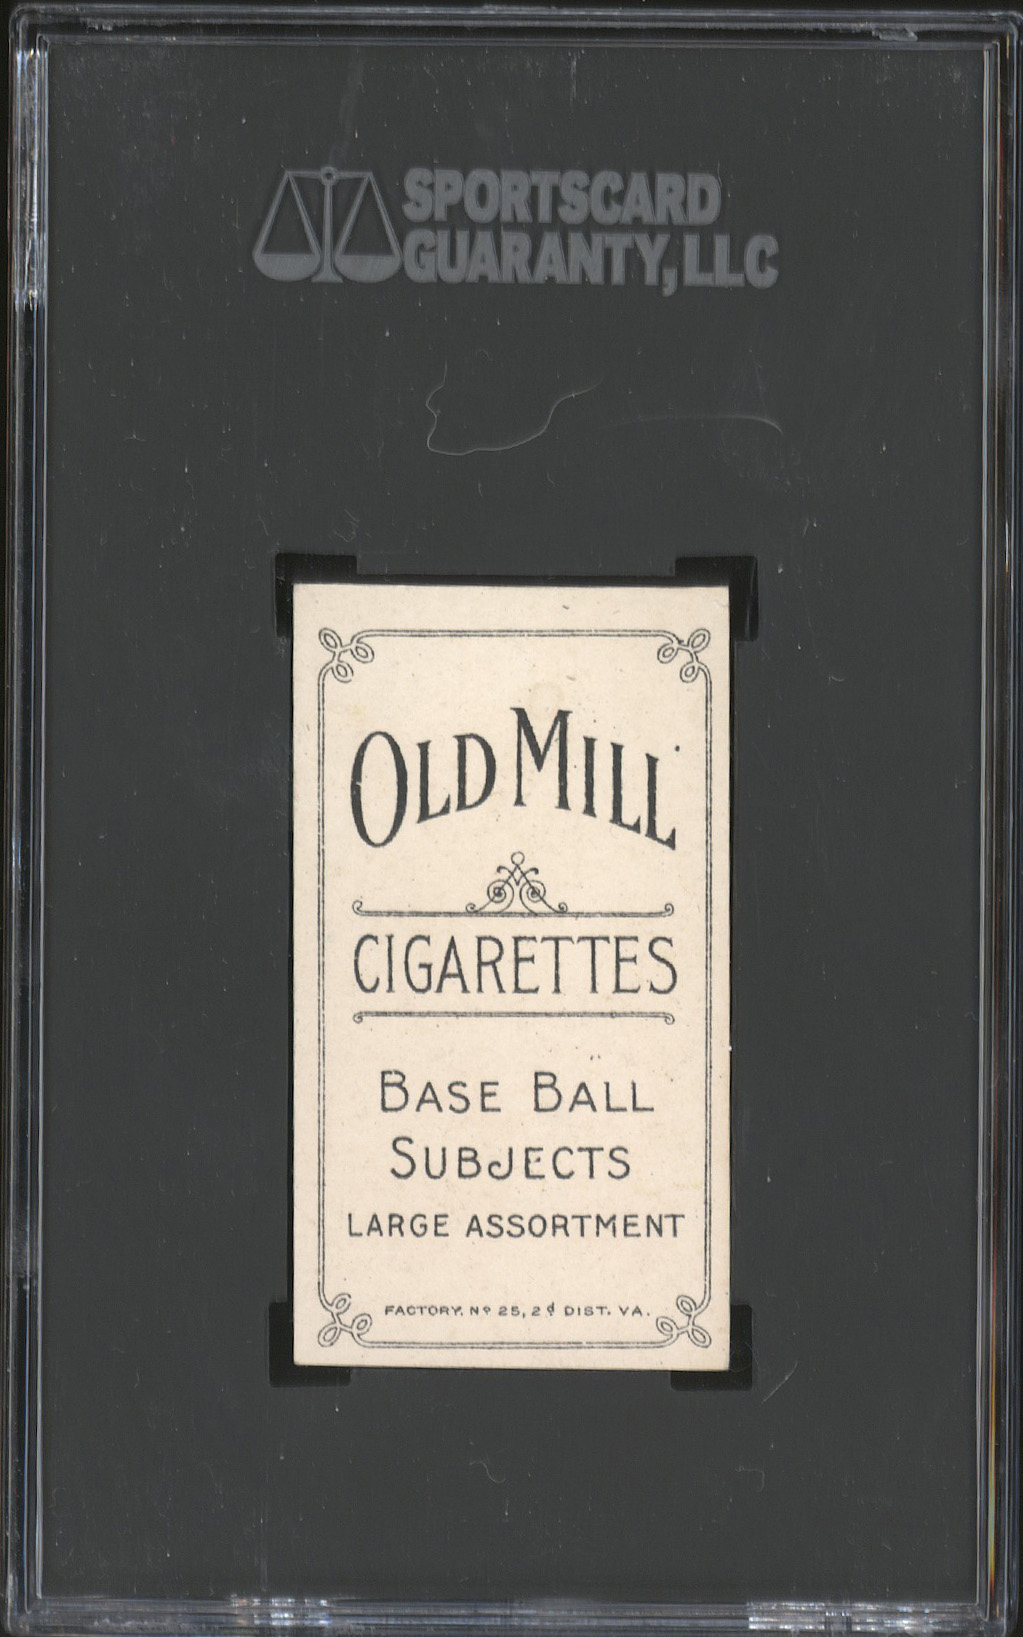 SPORTSCARD
GUARANTY, LLC
OLD MILL
CIGARETTES
BASE BALL
SUBJECTS
LARGE ASSORTMENT
FACTORY. Nº 25, 2ᵈ DIST. VA.